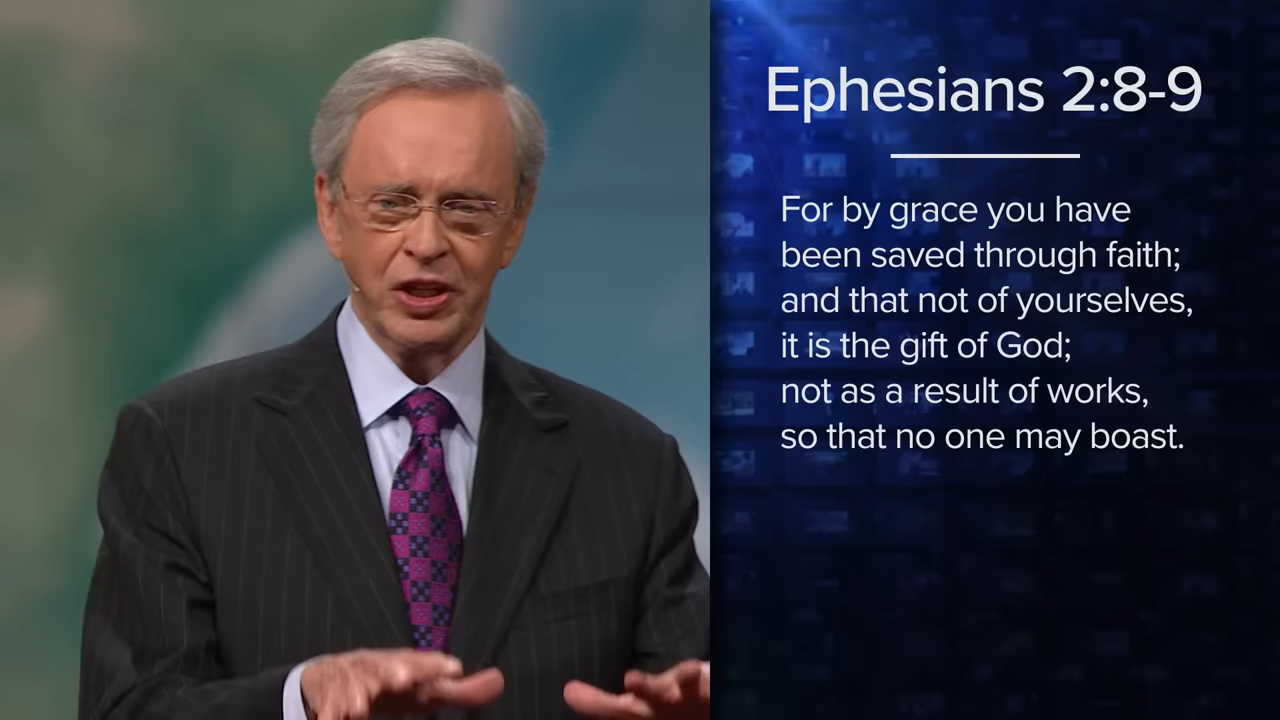 Ephesians 2:8-9
For by grace you have
been saved through faith;
and that not of yourselves,
it is the gift of God;
not as a result of works,
so that no one may boast.